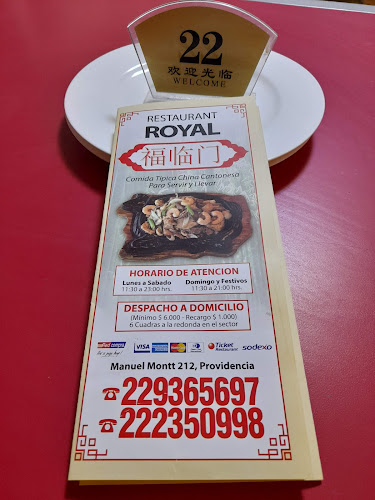 22
欢迎光临
WELCOME
RESTAURANT
ROYAL
福临门
Comida Típica China Cantonesa
Para Servir y Llevar
HORARIO DE ATENCION
Lunes a Sabado
11:30 a 23:00 hrs.
Domingo y Festivos
11:30 a 21:00 hrs.
DESPACHO A DOMICILIO
(Minimo $ 6.000 - Recargo $ 1.000)
6 Cuadras a la redonda en el sector
VISA
Ticket
Restaurant
sodexo
Manuel Montt 212, Providencia
229365697
222350998